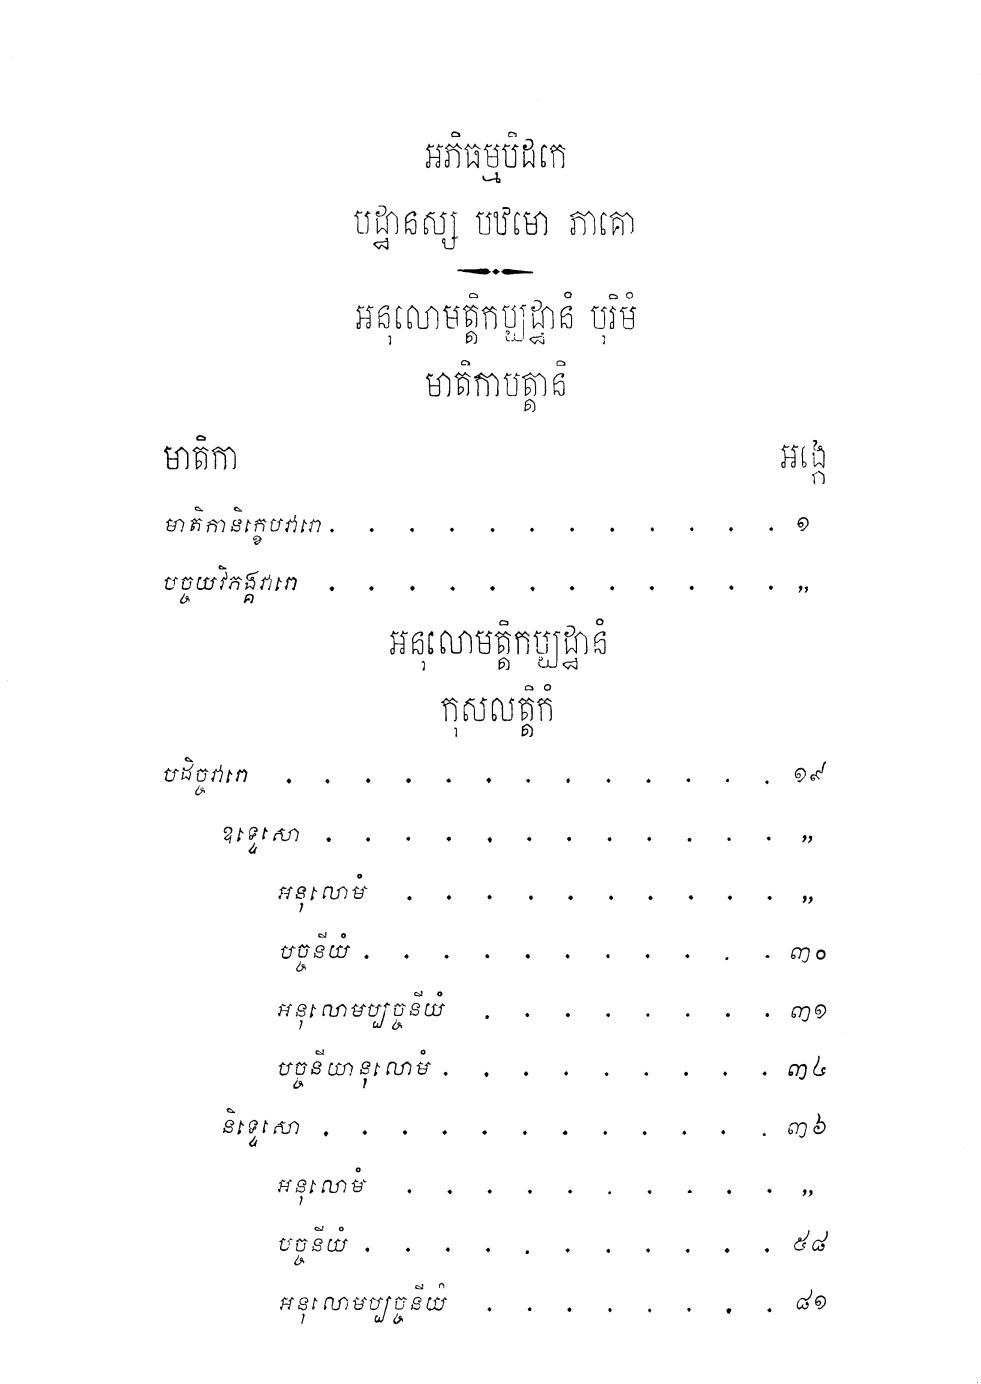 អភិធម្មបិដកេ
បដ្ឋានស្ស បឋមោ ភាគោ
អនុលោមត្តិកប្បដ្ឋានំ បុរិមំ
មាតិកាបត្តានិ
មាតិកា អង្កេ
មាតិកានិក្ខេបវារោ . . . . . . . . . . . . ១
បច្ចយវិភង្គវារោ . . . . . . . . . . . . „
អនុលោមត្តិកប្បដ្ឋានំ
កុសលត្តិកំ
បដិច្ចវារោ . . . . . . . . . . . . . ១៩
ឧទ្ទេសោ . . . . . . . . . . . . „
អនុលោមំ . . . . . . . . . . „
បច្ចនីយំ . . . . . . . . . . . ៣០
អនុលោមប្បច្ចនីយំ . . . . . . . . ៣១
បច្ចនីយានុលោមំ . . . . . . . . . ៣៤
និទ្ទេសោ . . . . . . . . . . . . ៣៦
អនុលោមំ . . . . . . . . . . „
បច្ចនីយំ . . . . . . . . . . . ៥៨
អនុលោមប្បច្ចនីយំ . . . . . . . . ៨១